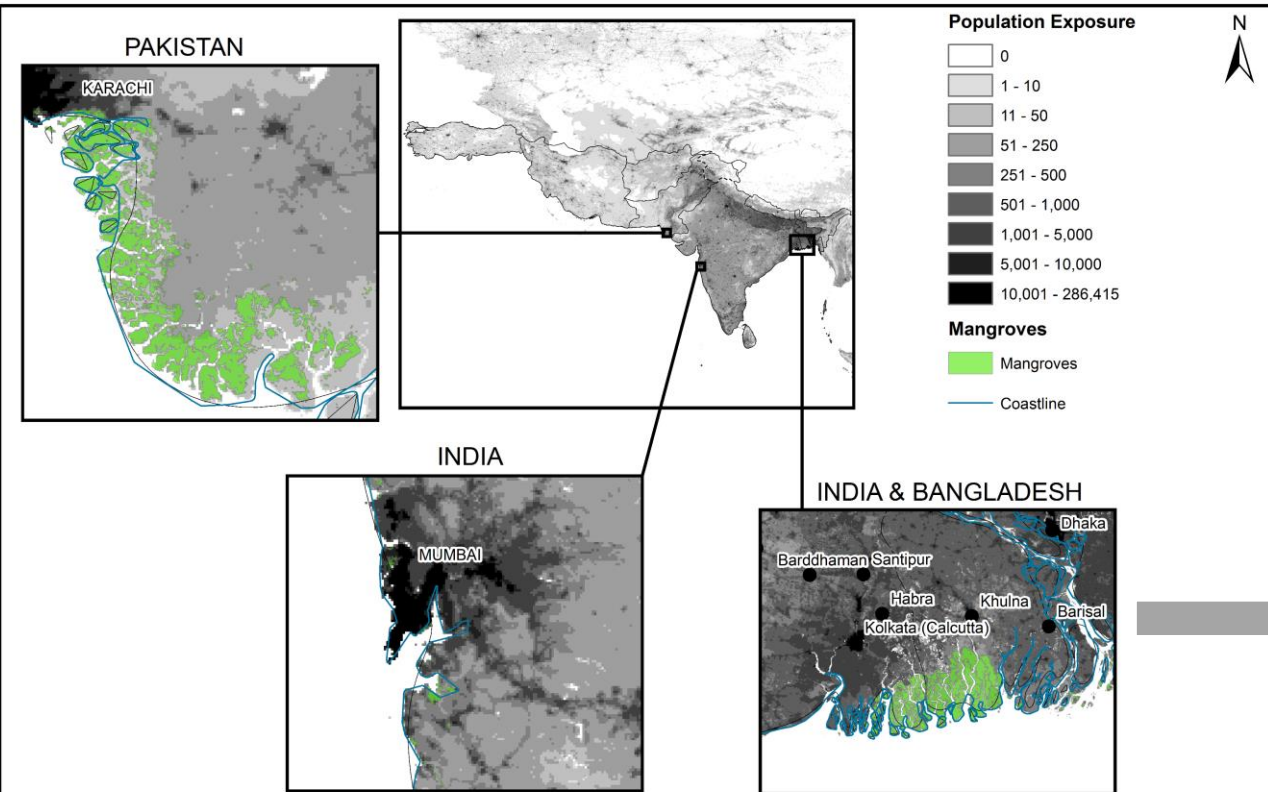 PAKISTAN
KARACHI
Population Exposure
0
1 - 10
11 - 50
51 - 250
251 - 500
501 - 1,000
1,001 - 5,000
5,001 - 10,000
10,001 - 286,415
Mangroves
Mangroves
Coastline
N
INDIA
MUMBAI
INDIA & BANGLADESH
Dhaka
Barddhaman Santipur
Habra
Khulna
Barisal
Kolkata (Calcutta)